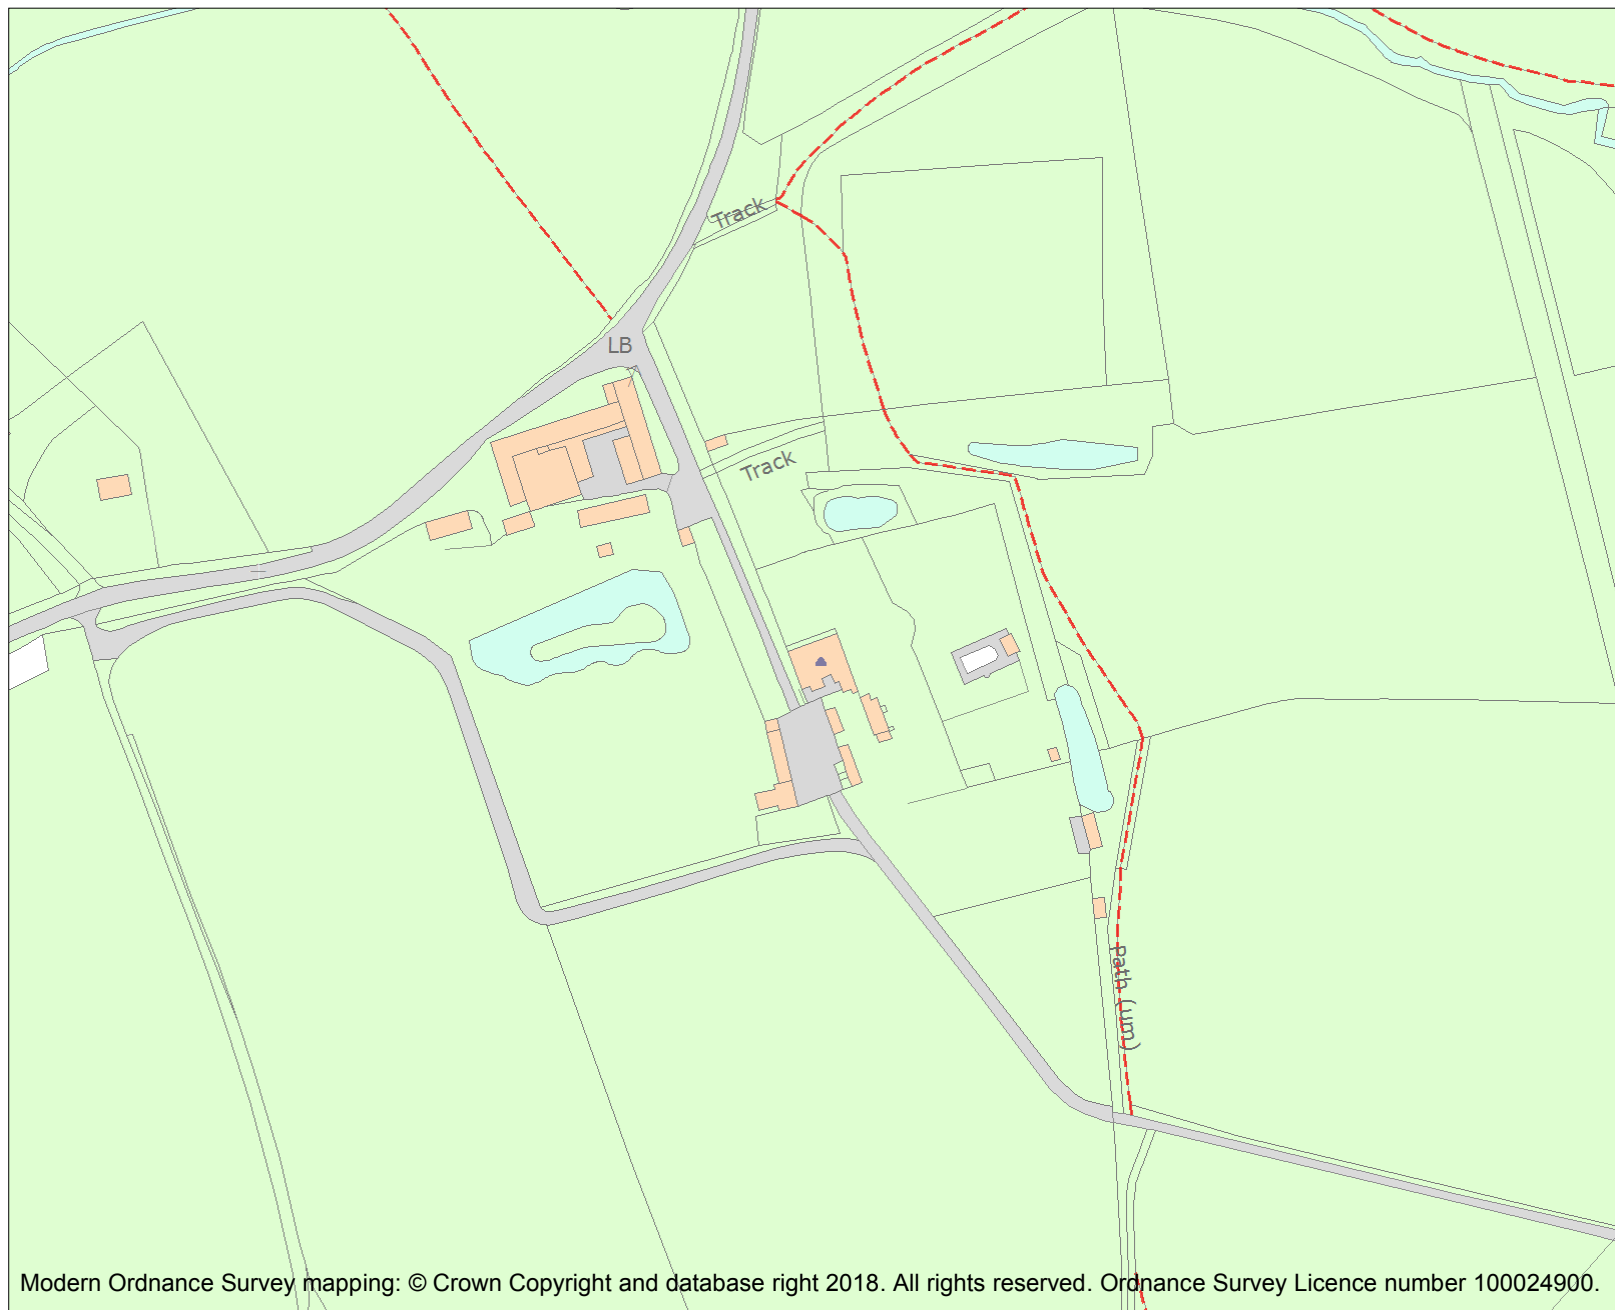 Track
LB
Track
Path (um)
Modern Ordnance Survey mapping: © Crown Copyright and database right 2018. All rights reserved. Ordnance Survey Licence number 100024900.